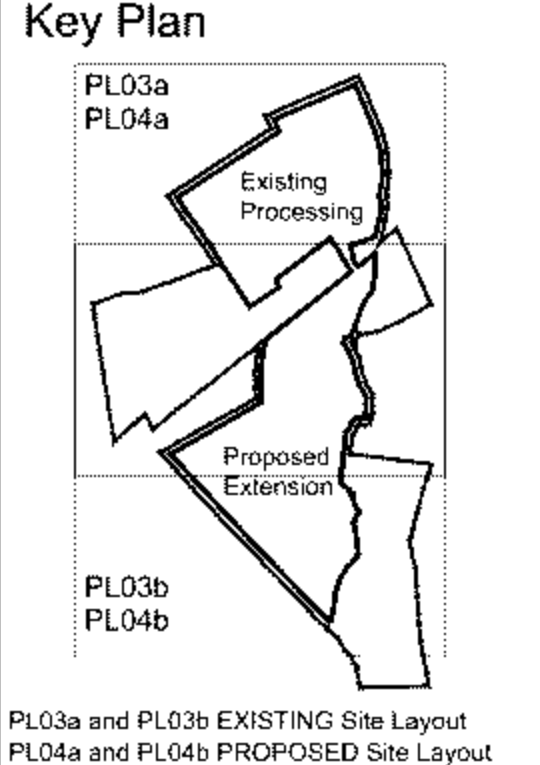 Key Plan
PL03a
PL04a
Existing
Processing
Proposed
Extension
PL03b
PL04b
PL03a and PL03b EXISTING Site Layout
PL04a and PL04b PROPOSED Site Layout